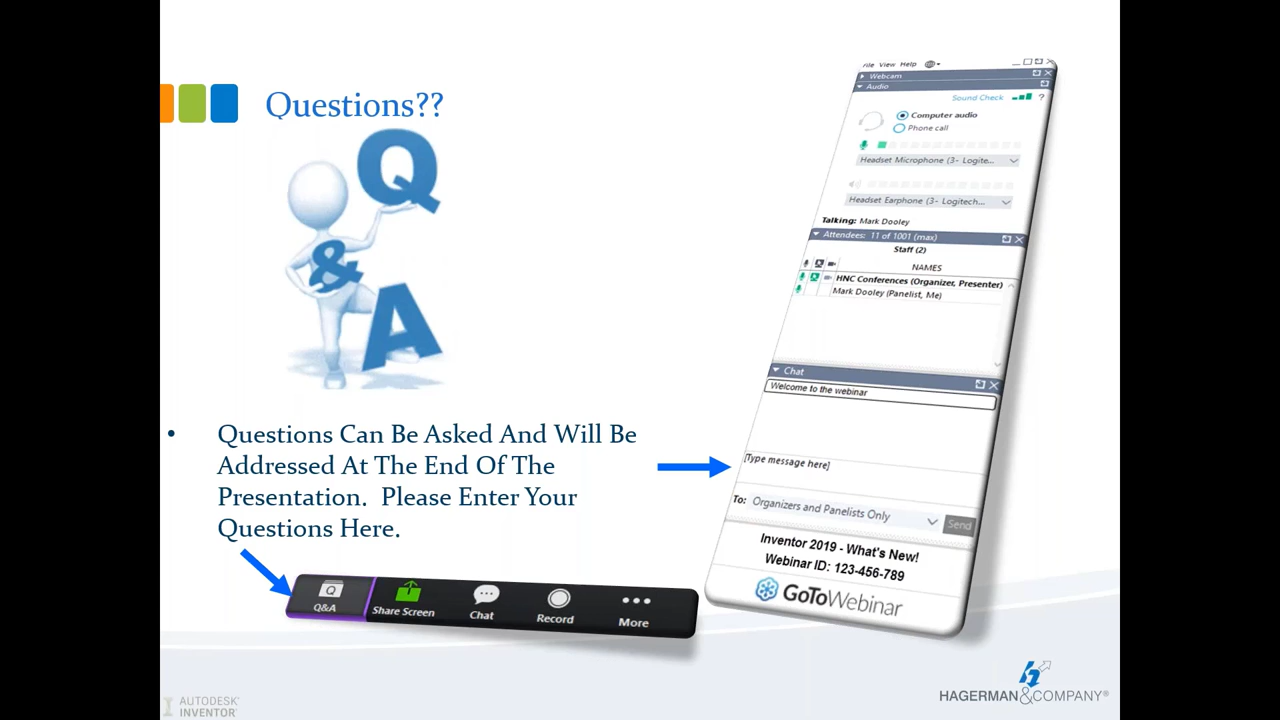 Questions??
Q
&
A
Questions Can Be Asked And Will Be
Addressed At The End Of The
Presentation.  Please Enter Your
Questions Here.
Q
Q&A
Share Screen
Chat
Record
More
File View Help
Webcam
Audio
Sound Check
?
Computer audio
Phone call
Headset Microphone (3- Logite...
Headset Earphone (3- Logitech...
Talking: Mark Dooley
Attendees: 11 of 1001 (max)
Staff (2)
NAMES
HNC Conferences (Organizer, Presenter)
Mark Dooley (Panelist, Me)
Chat
Welcome to the webinar
[Type message here]
To: Organizers and Panelists Only
Send
Inventor 2019 - What's New!
Webinar ID: 123-456-789
GoToWebinar
I AUTODESK®
INVENTOR®
HAGERMAN&COMPANY®